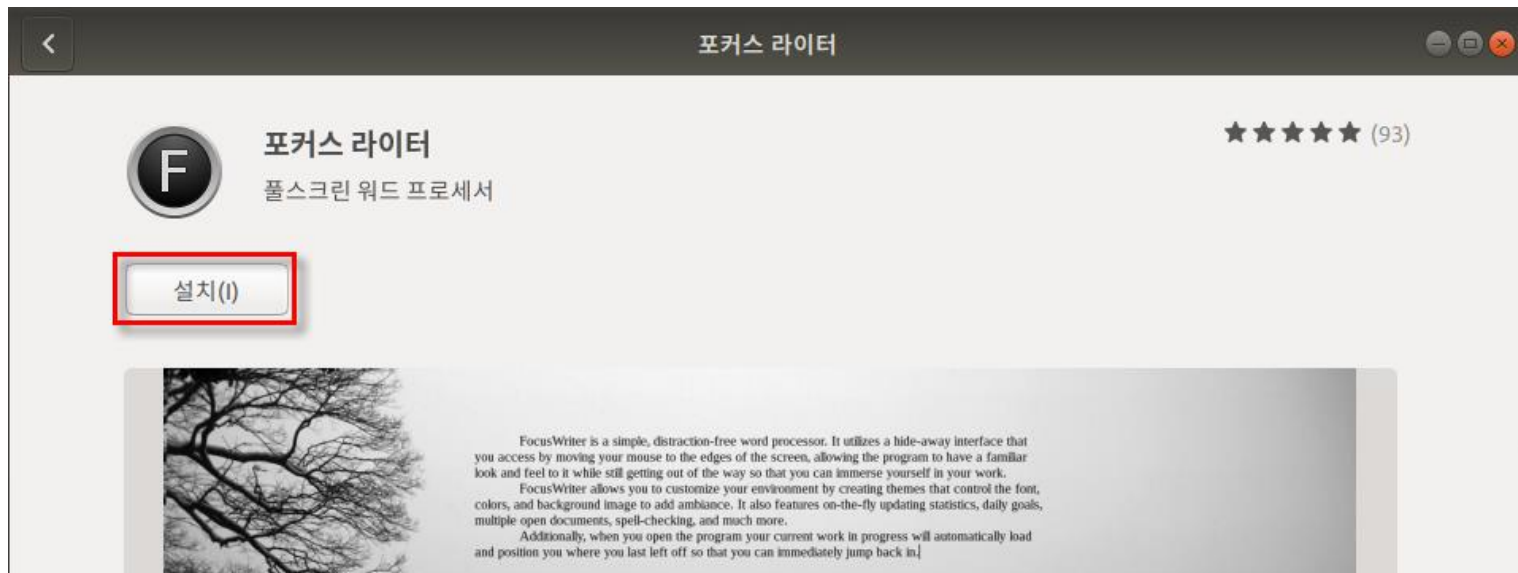 포커스 라이터
포커스 라이터
★★★★★ (93)
F
풀스크린 워드 프로세서
설치(I)
FocusWriter is a simple, distraction-free word processor. It utilizes a hide-away interface that
you access by moving your mouse to the edges of the screen, allowing the program to have a familiar
look and feel to it while still getting out of the way so that you can immerse yourself in your work.
FocusWriter allows you to customize your environment by creating themes that control the font,
colors, and background image to add ambiance. It also features on-the-fly updating statistics, daily goals,
multiple open documents, spell-checking, and much more.
Additionally, when you open the program your current work in progress will automatically load
and position you where you last left off so that you can immediately jump back in.